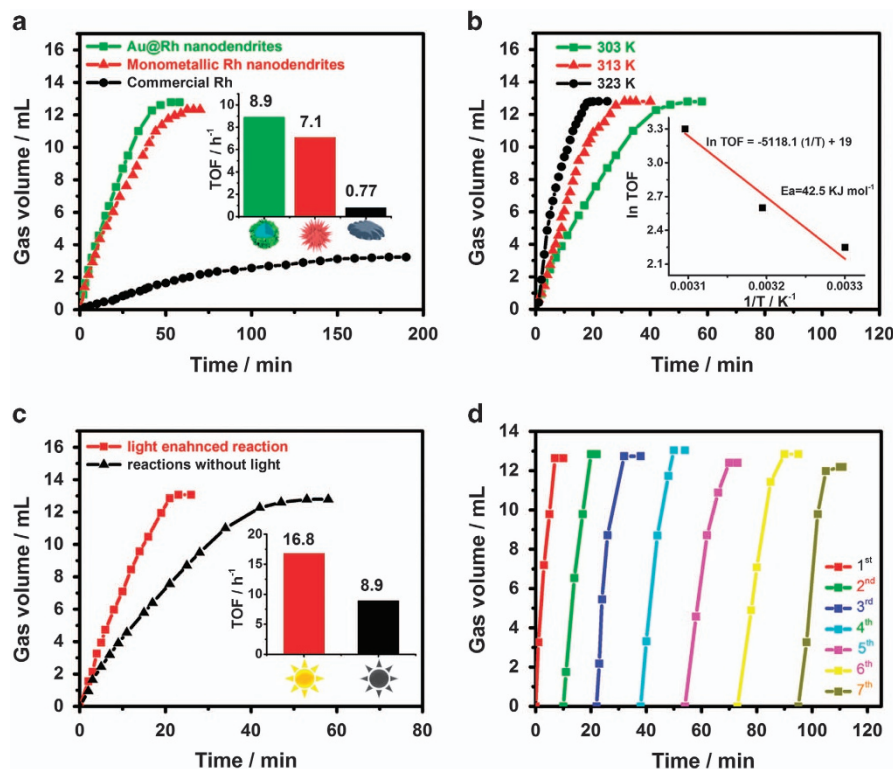 a
Gas volume / mL
16
14
12
10
8
6
4
2
0
Au@Rh nanodendrites
Monometallic Rh nanodendrites
Commercial Rh
TOF / h⁻¹
10
8
6
4
2
0
8.9
7.1
0.77
0 50 100 150 200
Time / min
b
Gas volume / mL
16
14
12
10
8
6
4
2
0
303 K
313 K
323 K
ln TOF
3.3
3.0
2.7
2.4
2.1
ln TOF = -5118.1 (1/T) + 19
Ea=42.5 KJ mol⁻¹
0.0031 0.0032 0.0033
1/T / K⁻¹
0 20 40 60 80 100 120
Time / min
c
Gas volume / mL
16
14
12
10
8
6
4
2
0
light enahnced reaction
reactions without light
TOF / h⁻¹
20
15
10
5
0
16.8
8.9
0 20 40 60 80
Time / min
d
Gas volume / mL
14
12
10
8
6
4
2
0
1ˢᵗ
2ⁿᵈ
3ʳᵈ
4ᵗʰ
5ᵗʰ
6ᵗʰ
7ᵗʰ
0 20 40 60 80 100 120
Time / min